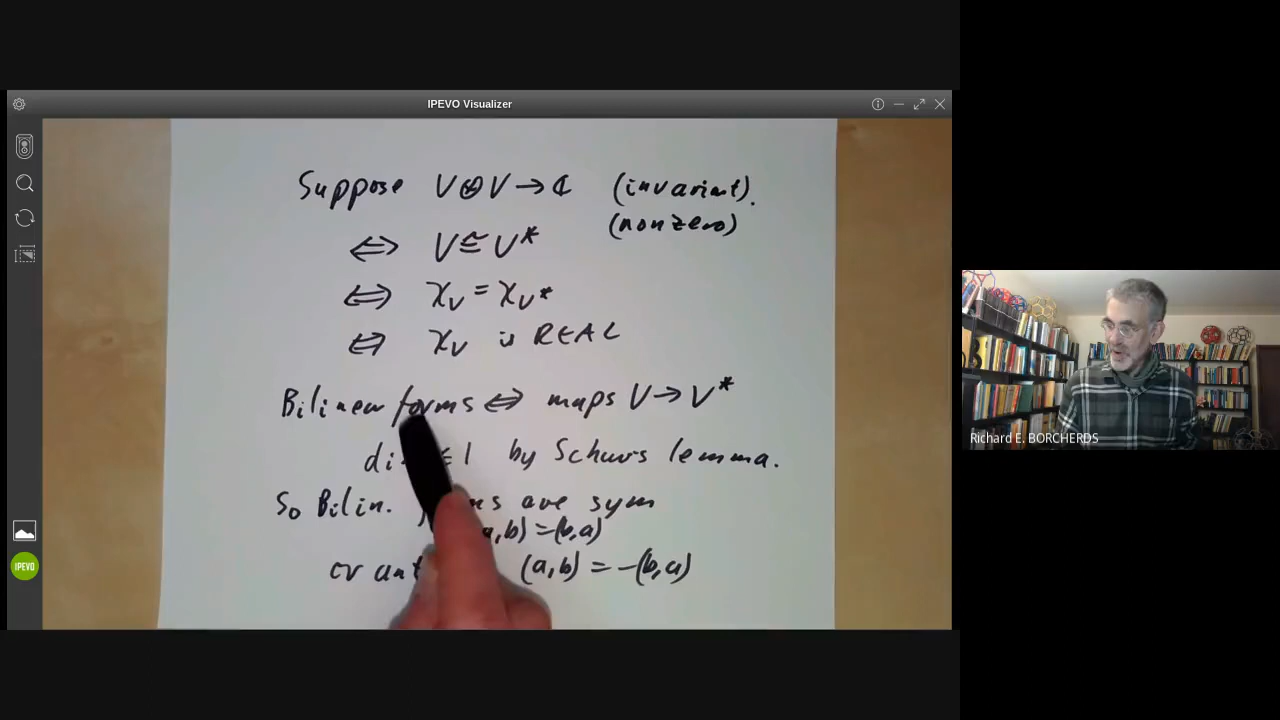 IPEVO Visualizer
Suppose V⊗V → ℂ (invariant).
(nonzero)
⇔ V ≅ V*
⇔ χ_V = χ_V*
⇔ χ_V is REAL
Bilinear forms ⇔ maps V → V*
≤ 1 by Schurs lemma.
So Bilin. are sym
a, b) = (b, a)
or (a, b) = -(b, a)
IPEVO
Richard E. BORCHERDS